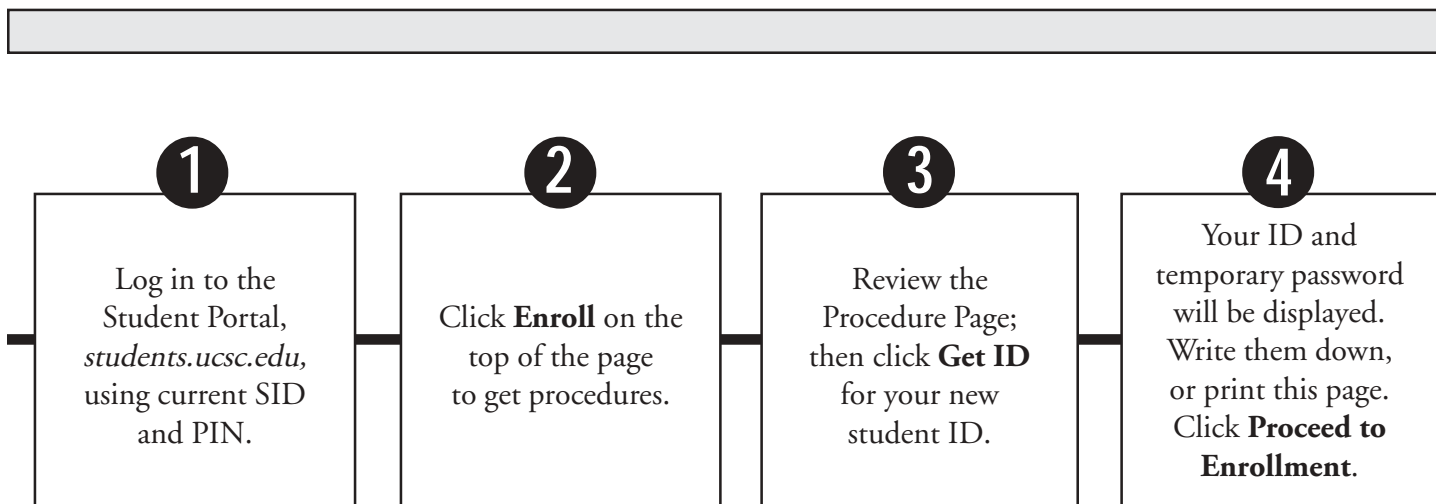 1
Log in to the
Student Portal,
students.ucsc.edu,
using current SID
and PIN.
2
Click Enroll on the
top of the page
to get procedures.
3
Review the
Procedure Page;
then click Get ID
for your new
student ID.
4
Your ID and
temporary password
will be displayed.
Write them down,
or print this page.
Click Proceed to
Enrollment.